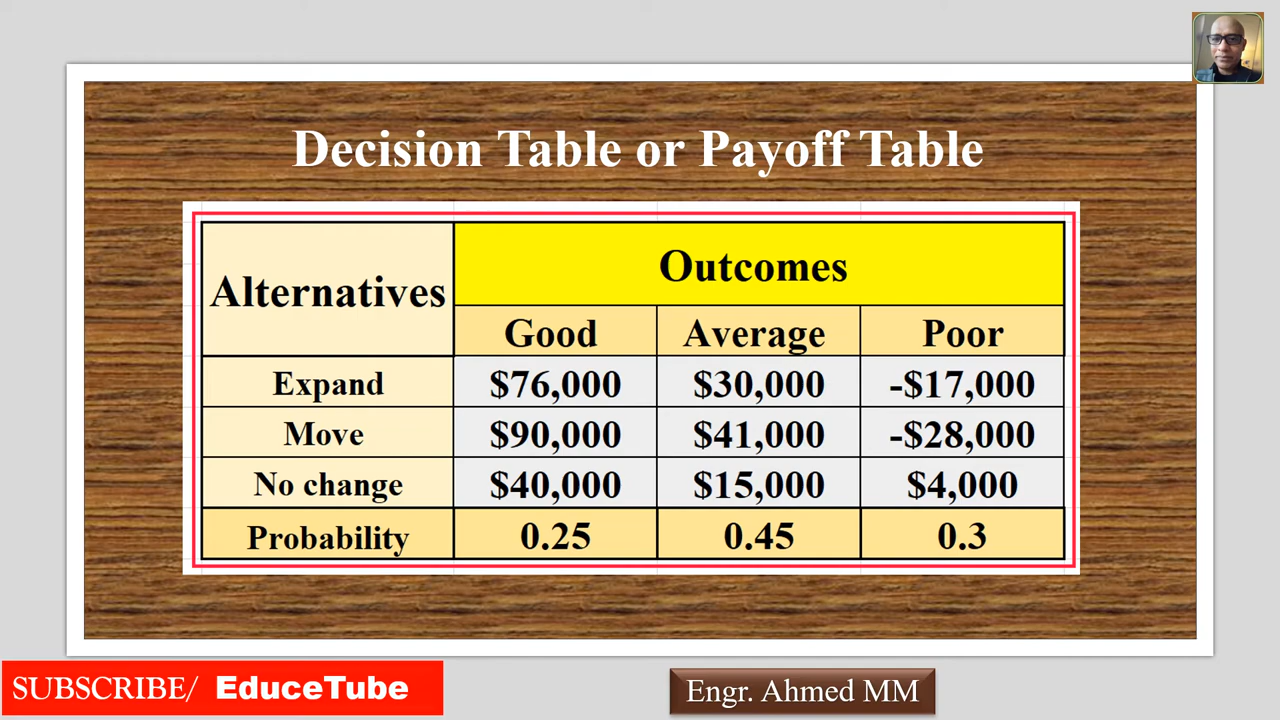 Decision Table or Payoff Table
Alternatives
Outcomes
Good Average Poor
Expand $76,000 $30,000 -$17,000
Move $90,000 $41,000 -$28,000
No change $40,000 $15,000 $4,000
Probability 0.25 0.45 0.3
SUBSCRIBE/ EduceTube
Engr. Ahmed MM